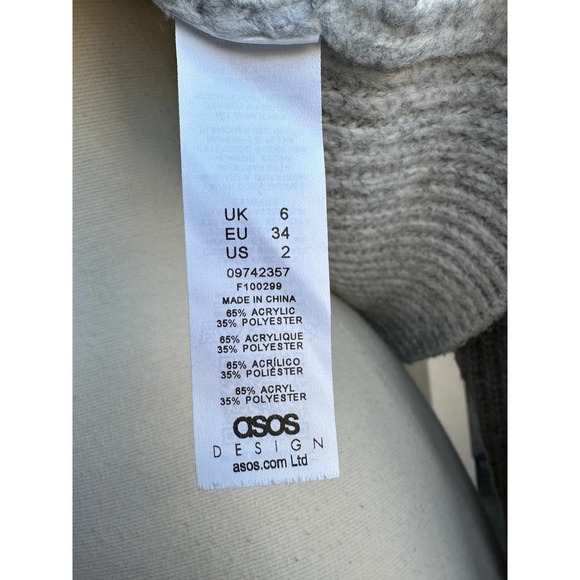 UK 6
EU 34
US 2
09742357
F100299
MADE IN CHINA
65% ACRYLIC
35% POLYESTER
65% ACRYLIQUE
35% POLYESTER
65% ACRÍLICO
35% POLIÉSTER
65% ACRYL
35% POLYESTER
asos
DESIGN
asos.com Ltd